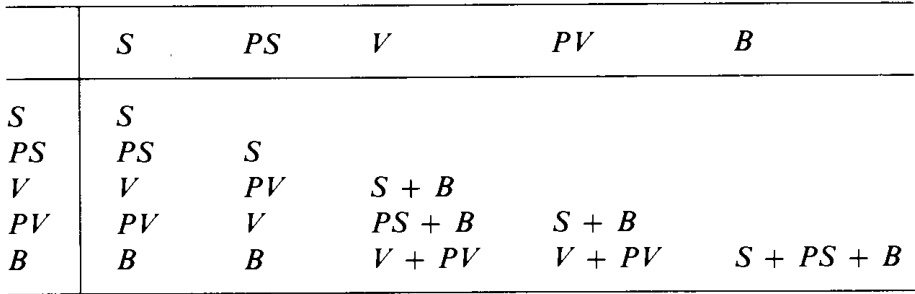 S PS V PV B
S S
PS PS S
V V PV S + B
PV PV V PS + B S + B
B B B V + PV V + PV S + PS + B